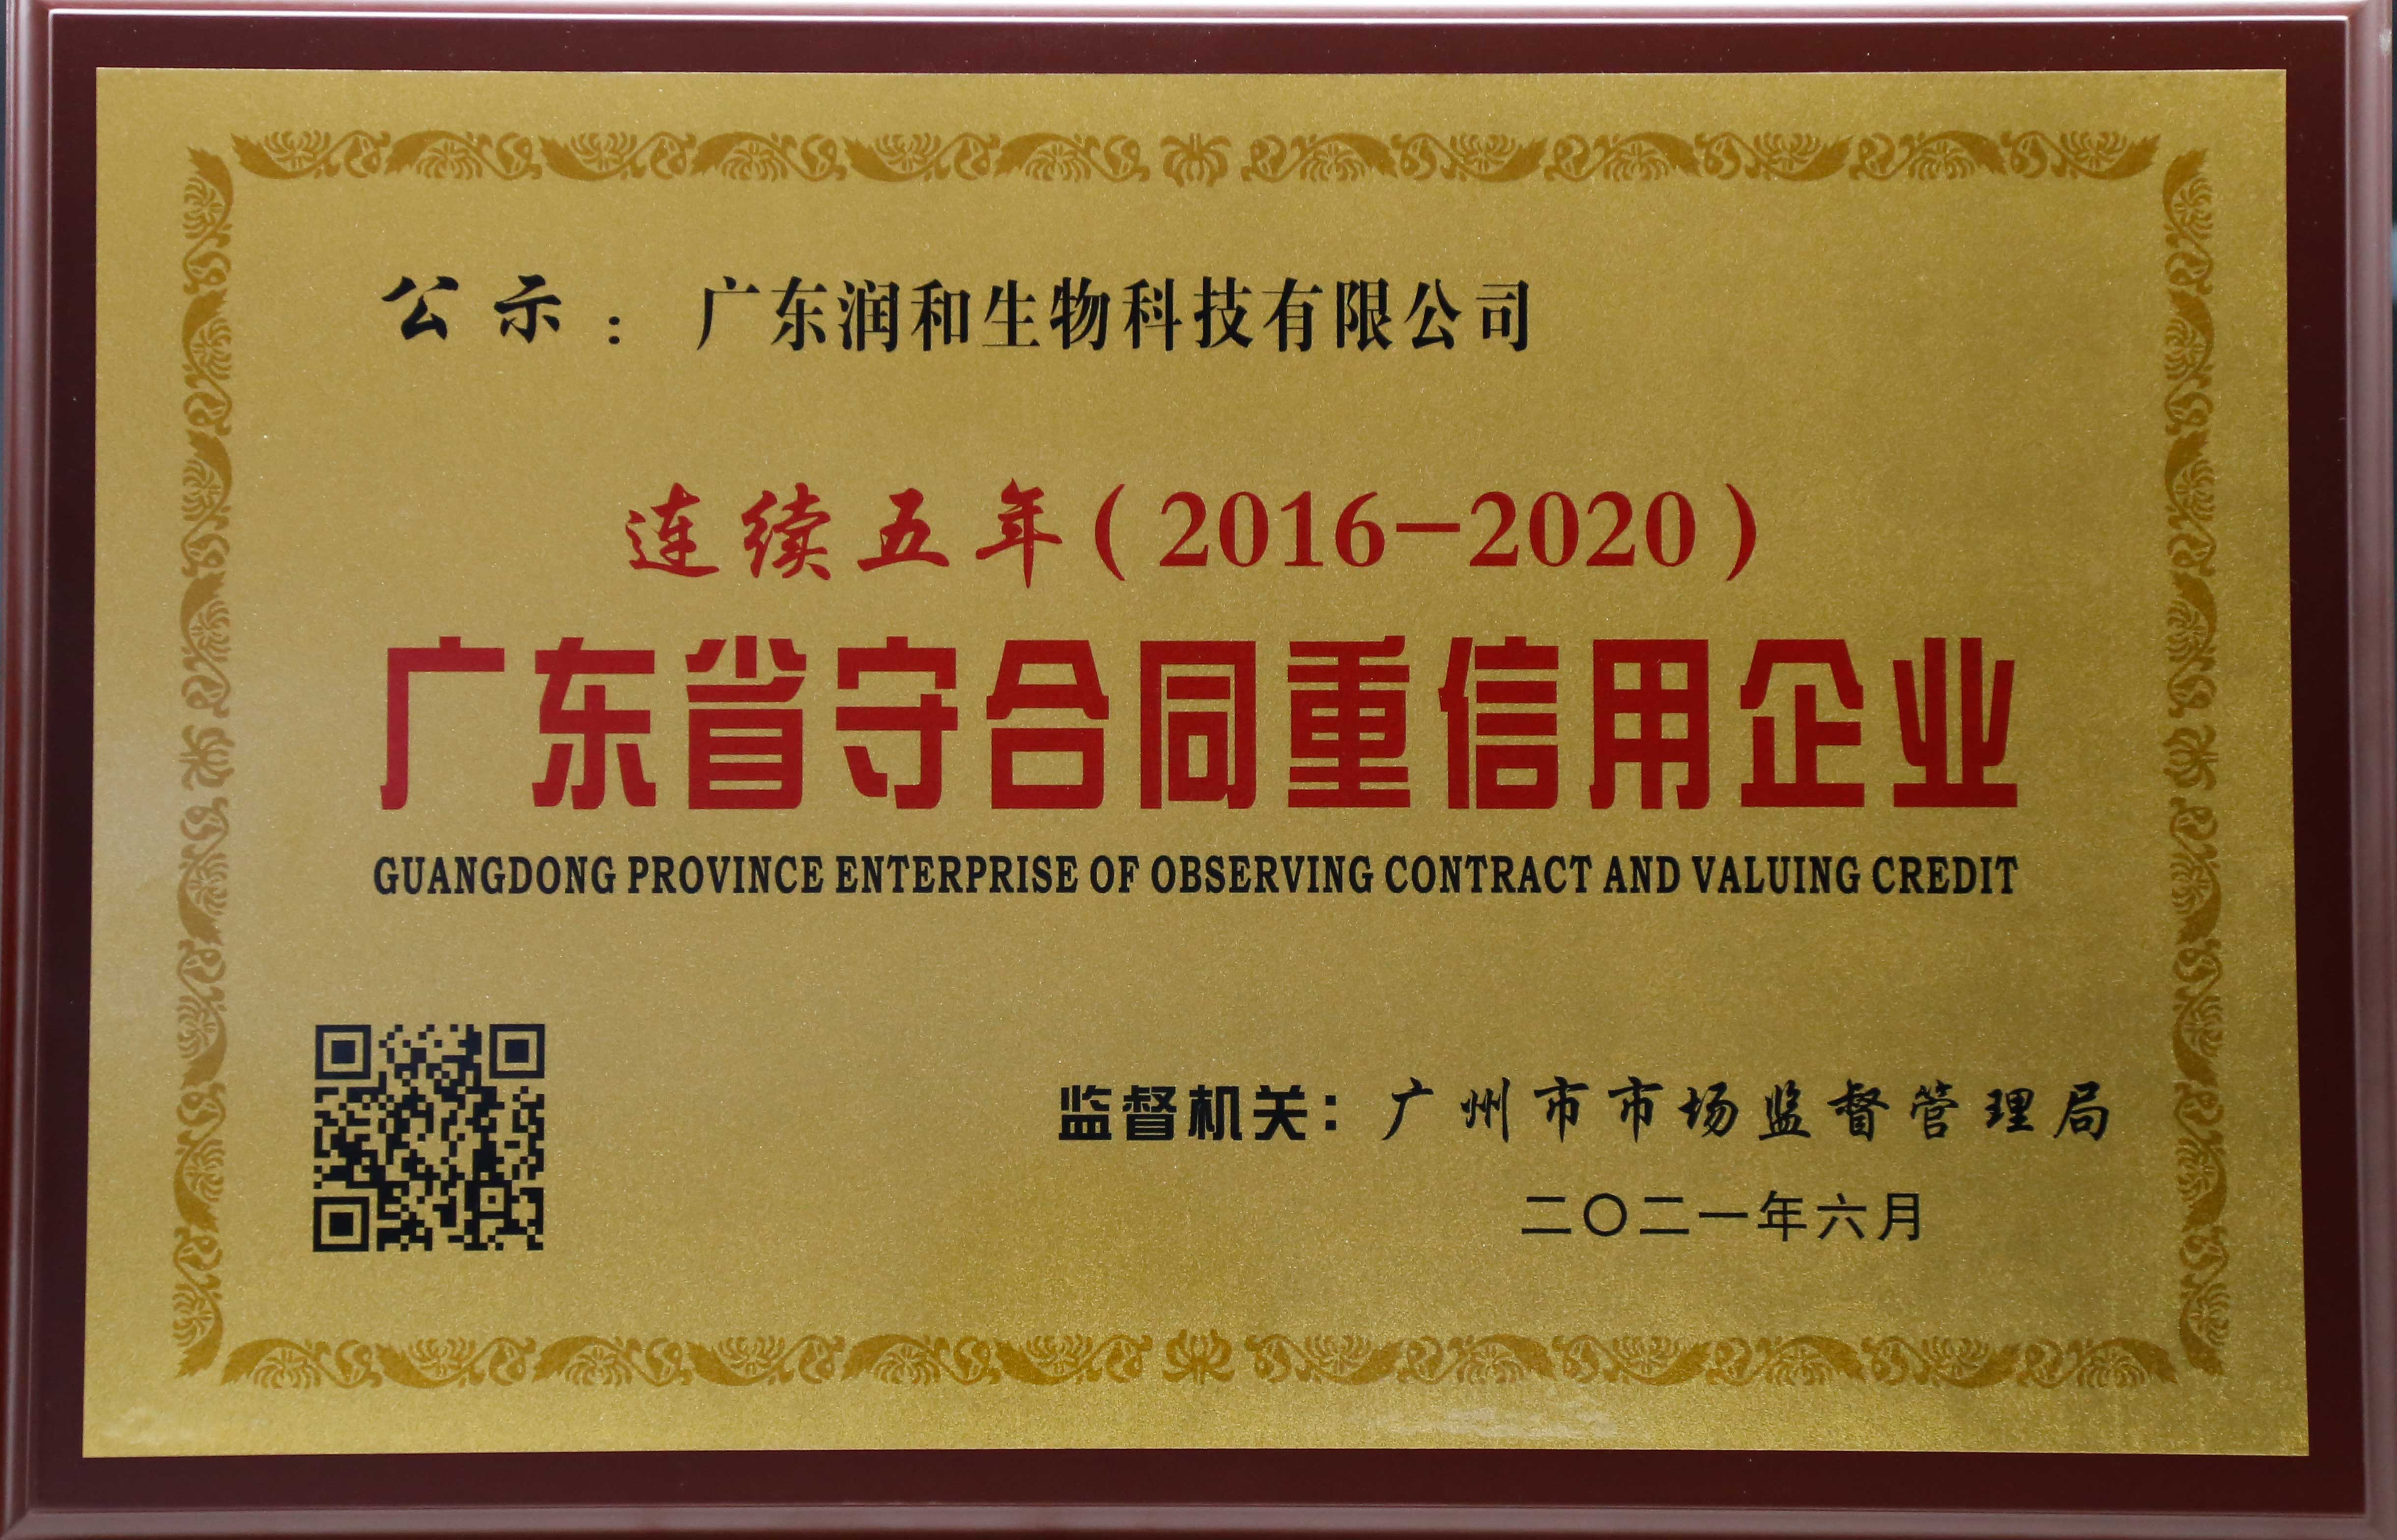 公示：广东润和生物科技有限公司
连续五年（2016-2020）
广东省守合同重信用企业
GUANGDONG PROVINCE ENTERPRISE OF OBSERVING CONTRACT AND VALUING CREDIT
监督机关：广州市市场监督管理局
二〇二一年六月